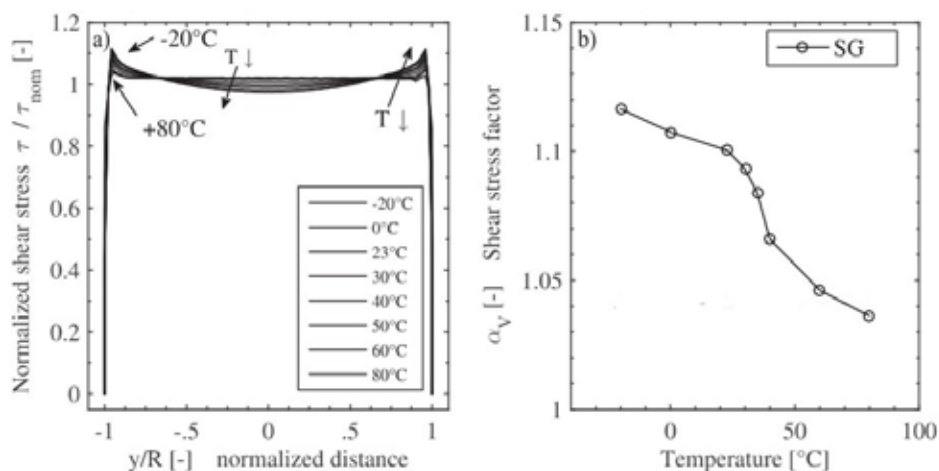 a)
-20°C
T ↓
T ↓
+80°C
-20°C
0°C
23°C
30°C
40°C
50°C
60°C
80°C
1.2
1
0.8
0.6
0.4
0.2
0
Normalized shear stress τ / τnom [-]
-1 -.5 0 .5 1
y/R [-] normalized distance
b)
SG
1.15
1.1
1.05
1
αV [-] Shear stress factor
0 50 100
Temperature [°C]